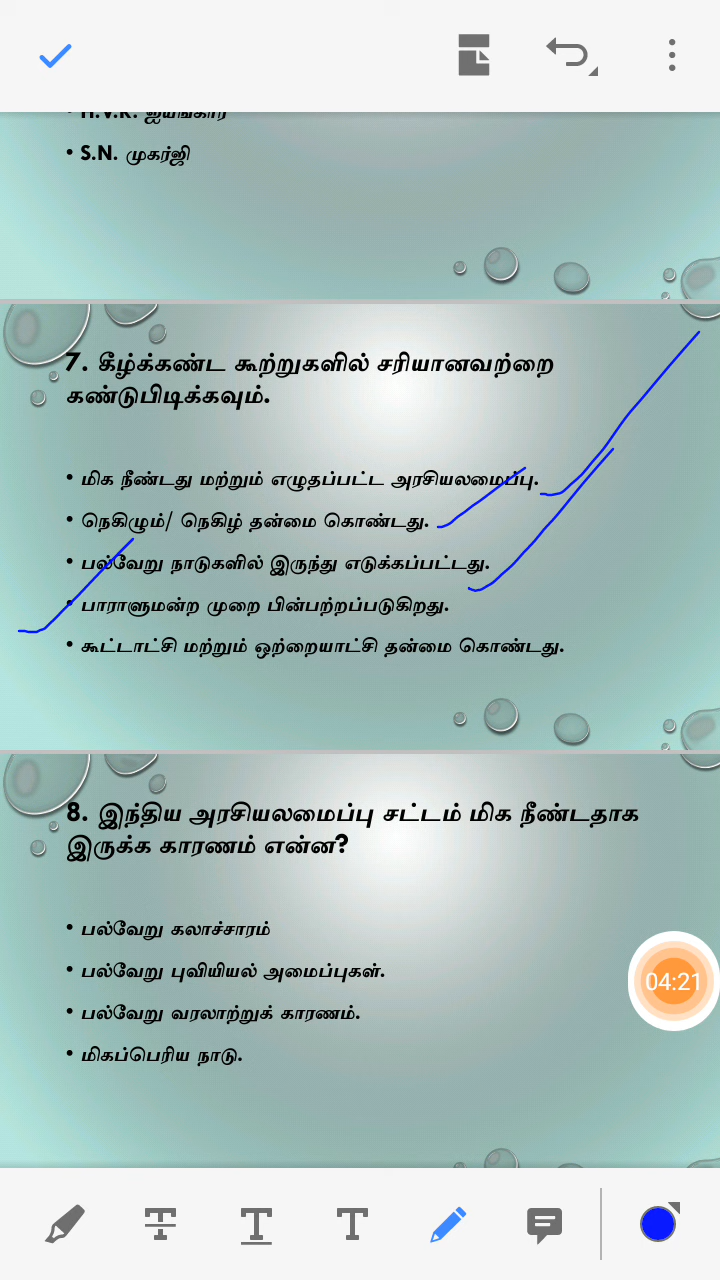 • H.V.R. ஐயங்கார்
• S.N. முகர்ஜி
7. கீழ்க்கண்ட கூற்றுகளில் சரியானவற்றை
கண்டுபிடிக்கவும்.
• மிக நீண்டது மற்றும் எழுதப்பட்ட அரசியலமைப்பு.
• நெகிழும்/ நெகிழ் தன்மை கொண்டது.
• பல்வேறு நாடுகளில் இருந்து எடுக்கப்பட்டது.
• பாராளுமன்ற முறை பின்பற்றப்படுகிறது.
• கூட்டாட்சி மற்றும் ஒற்றையாட்சி தன்மை கொண்டது.
8. இந்திய அரசியலமைப்பு சட்டம் மிக நீண்டதாக
இருக்க காரணம் என்ன?
• பல்வேறு கலாச்சாரம்
• பல்வேறு புவியியல் அமைப்புகள்.
04:21
• பல்வேறு வரலாற்றுக் காரணம்.
• மிகப்பெரிய நாடு.